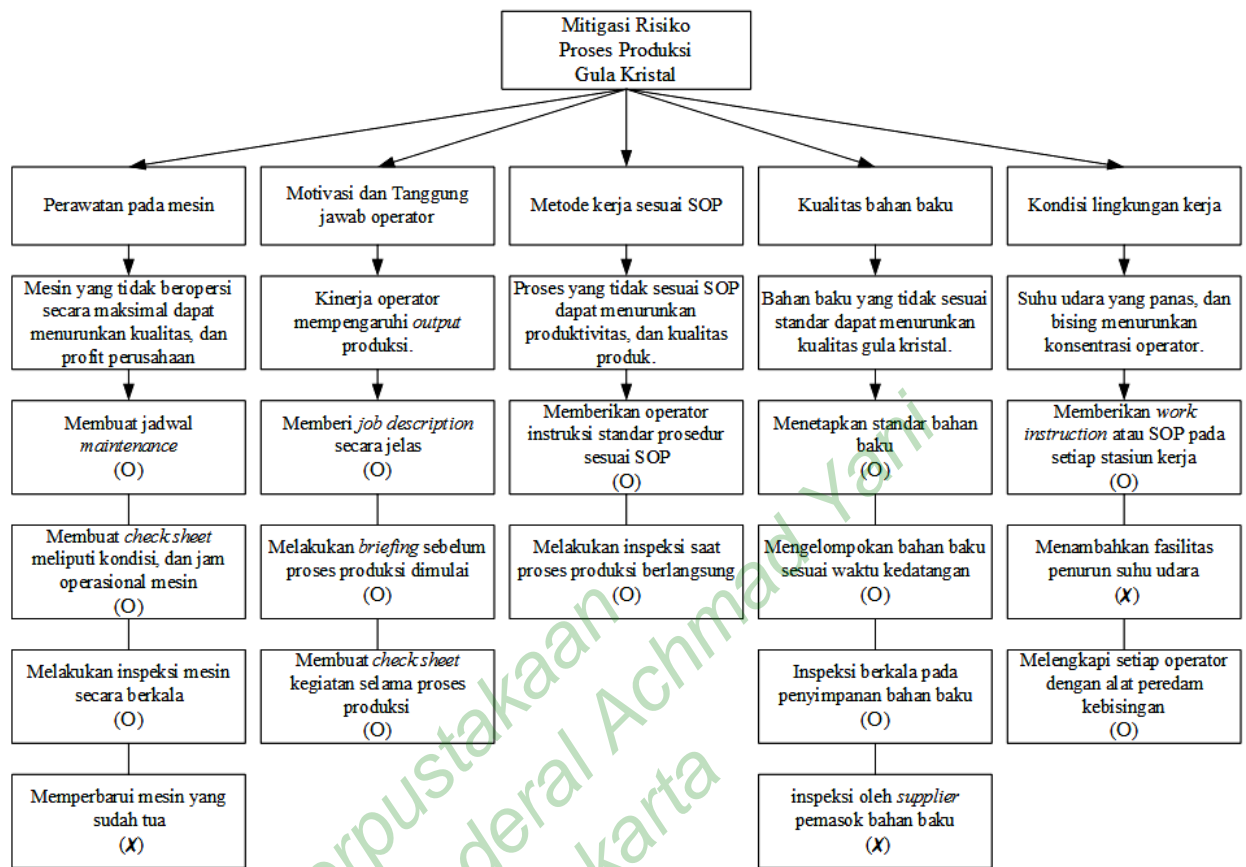 Mitigasi Risiko
Proses Produksi
Gula Kristal
Perawatan pada mesin
Motivasi dan Tanggung
jawab operator
Metode kerja sesuai SOP
Kualitas bahan baku
Kondisi lingkungan kerja
Mesin yang tidak beropersi
secara maksimal dapat
menurunkan kualitas, dan
profit perusahaan
Kinerja operator
mempengaruhi output
produksi.
Proses yang tidak sesuai SOP
dapat menurunkan
produktivitas, dan kualitas
produk.
Bahan baku yang tidak sesuai
standar dapat menurunkan
kualitas gula kristal.
Suhu udara yang panas, dan
bising menurunkan
konsentrasi operator.
Membuat jadwal
maintenance
(O)
Memberi job description
secara jelas
(O)
Memberikan operator
instruksi standar prosedur
sesuai SOP
(O)
Menetapkan standar bahan
baku
(O)
Memberikan work
instruction atau SOP pada
setiap stasiun kerja
(O)
Membuat check sheet
meliputi kondisi, dan jam
operasional mesin
(O)
Melakukan briefing sebelum
proses produksi dimulai
(O)
Melakukan inspeksi saat
proses produksi berlangsung
(O)
Mengelompokan bahan baku
sesuai waktu kedatangan
(O)
Menambahkan fasilitas
penurun suhu udara
(✗)
Melakukan inspeksi mesin
secara berkala
(O)
Membuat check sheet
kegiatan selama proses
produksi
(O)
Inspeksi berkala pada
penyimpanan bahan baku
(O)
Melengkapi setiap operator
dengan alat peredam
kebisingan
(O)
Memperbarui mesin yang
sudah tua
(✗)
inspeksi oleh supplier
pemasok bahan baku
(✗)
erpustakaan
deral Achmad Yani
karta